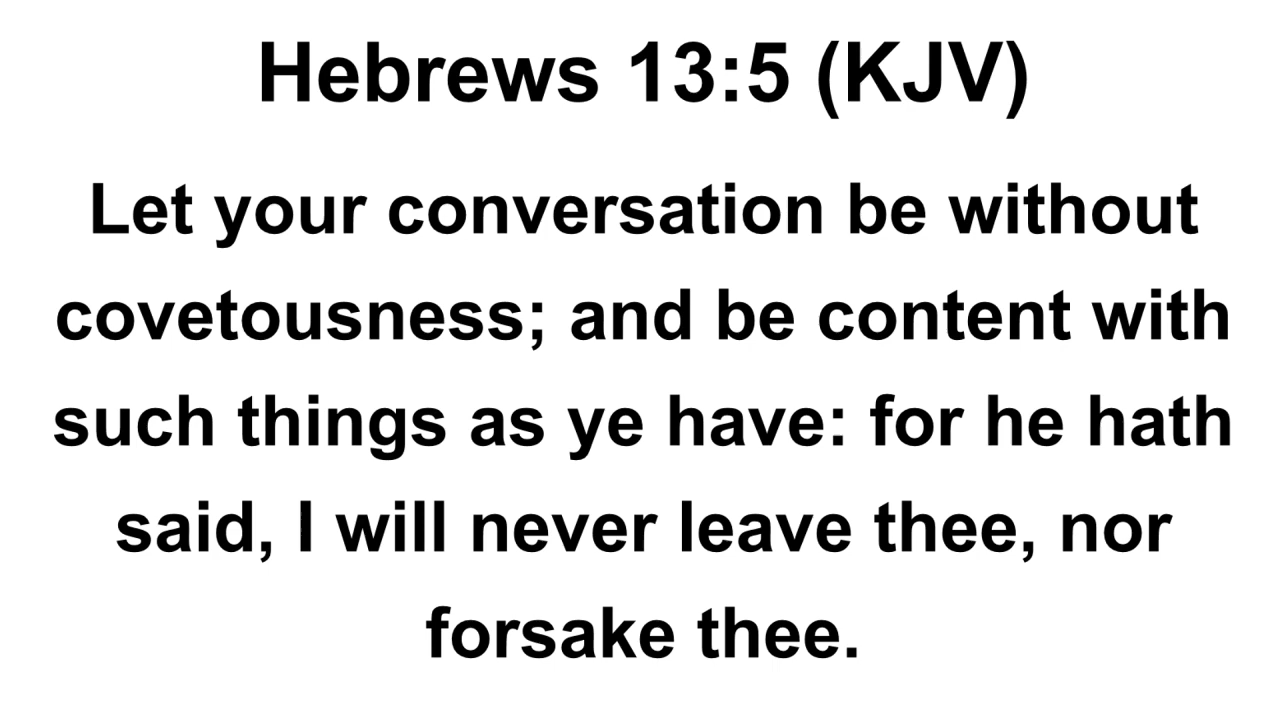 Hebrews 13:5 (KJV)
Let your conversation be without
covetousness; and be content with
such things as ye have: for he hath
said, I will never leave thee, nor
forsake thee.